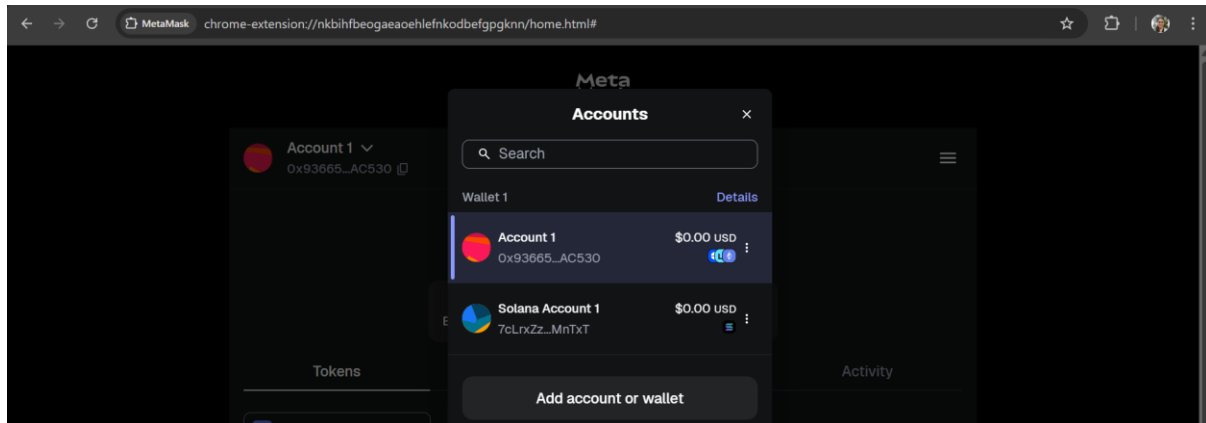 MetaMask chrome-extension://nkbihfbeogaeaoehlefnkodbefgpgknn/home.html#
Meta
Accounts
Account 1
0x93665...AC530
Search
Wallet 1 Details
Account 1 $0.00 USD
0x93665...AC530
Solana Account 1 $0.00 USD
7cLrxZz...MnTxT
Tokens Activity
Add account or wallet